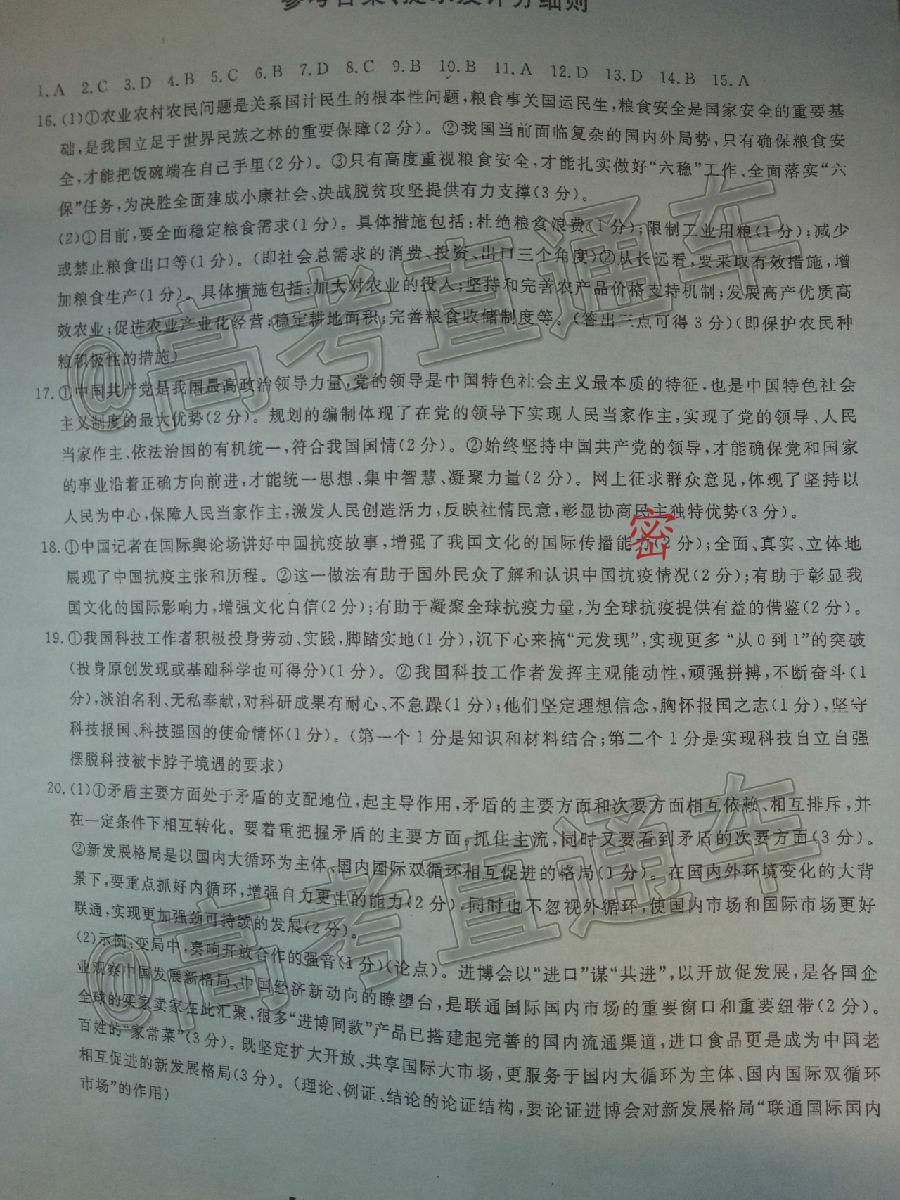 参考答案、提示及评分细则
1.A 2.C 3.D 4.B 5.C 6.B 7.D 8.C 9.B 10.B 11.A 12.D 13.D 14.B 15.A
16.(1)①农业农村农民问题是关系国计民生的根本性问题,粮食事关国运民生,粮食安全是国家安全的重要基
础,是我国立足于世界民族之林的重要保障(2分)。②我国当前面临复杂的国内外局势,只有确保粮食安
全,才能把饭碗端在自己手里(2分)。③只有高度重视粮食安全,才能扎实做好“六稳”工作、全面落实“六
保”任务,为决胜全面建成小康社会、决战脱贫攻坚提供有力支撑(3分)。
(2)①目前,要全面稳定粮食需求(1分)。具体措施包括:杜绝粮食浪费(1分);限制工业用粮(1分);减少
或禁止粮食出口等(1分)。(即社会总需求的消费、投资、出口三个角度)②从长远看,要采取有效措施,增
加粮食生产(1分)。具体措施包括:加大对农业的投入;坚持和完善农产品价格支持机制;发展高产优质高
效农业;促进农业产业化经营;稳定耕地面积;完善粮食收储制度等。(答出三点可得3分)(即保护农民种
粮积极性的措施)
17.①中国共产党是我国最高政治领导力量,党的领导是中国特色社会主义最本质的特征,也是中国特色社会
主义制度的最大优势(2分)。规划的编制体现了在党的领导下实现人民当家作主,实现了党的领导、人民
当家作主、依法治国的有机统一,符合我国国情(2分)。②始终坚持中国共产党的领导,才能确保党和国家
的事业沿着正确方向前进,才能统一思想、集中智慧、凝聚力量(2分)。网上征求群众意见,体现了坚持以
人民为中心,保障人民当家作主,激发人民创造活力,反映社情民意,彰显协商民主独特优势(3分)。
18.①中国记者在国际舆论场讲好中国抗疫故事,增强了我国文化的国际传播能力(2分);全面、真实、立体地
展现了中国抗疫主张和历程。②这一做法有助于国外民众了解和认识中国抗疫情况(2分);有助于彰显我
国文化的国际影响力,增强文化自信(2分);有助于凝聚全球抗疫力量,为全球抗疫提供有益的借鉴(2分)。
19.①我国科技工作者积极投身劳动、实践,脚踏实地(1分),沉下心来搞“元发现”,实现更多“从0到1”的突破
(投身原创发现或基础科学也可得分)(1分)。②我国科技工作者发挥主观能动性,顽强拼搏,不断奋斗(1
分),淡泊名利、无私奉献,对科研成果有耐心、不急躁(1分);他们坚定理想信念,胸怀报国之志(1分),坚守
科技报国、科技强国的使命情怀(1分)。(第一个1分是知识和材料结合;第二个1分是实现科技自立自强
摆脱科技被卡脖子境遇的要求)
20.(1)①矛盾主要方面处于矛盾的支配地位,起主导作用,矛盾的主要方面和次要方面相互依赖、相互排斥,并
在一定条件下相互转化。要着重把握矛盾的主要方面,抓住主流,同时又要看到矛盾的次要方面(3分)。
②新发展格局是以国内大循环为主体、国内国际双循环相互促进的格局(1分)。在国内外环境变化的大背
景下,要重点抓好内循环,增强自力更生的能力(2分),同时也不忽视外循环,使国内市场和国际市场更好
联通,实现更加强劲可持续的发展(2分)。
(2)示例:变局中,奏响开放合作的强音(1分)(论点)。进博会以“进口”谋“共进”,以开放促发展,是各国企
业观察中国发展新格局、中国经济新动向的瞭望台,是联通国际国内市场的重要窗口和重要纽带(2分)。
全球的买家卖家在此汇聚,很多“进博同款”产品已搭建起完善的国内流通渠道,进口食品更是成为中国老
百姓的“家常菜”(3分)。既坚定扩大开放、共享国际大市场,更服务于国内大循环为主体、国内国际双循环
相互促进的新发展格局(3分)。(理论、例证、结论的论证结构,要论证进博会对新发展格局“联通国际国内
市场”的作用)
@高考直通车
@高考直通车
密